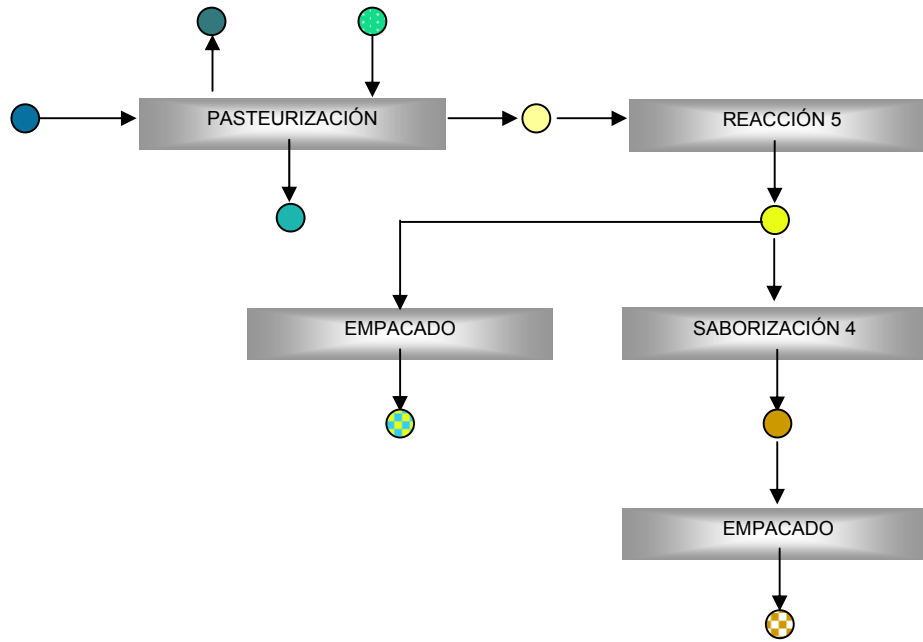 PASTEURIZACIÓN
REACCIÓN 5
EMPACADO
SABORIZACIÓN 4
EMPACADO